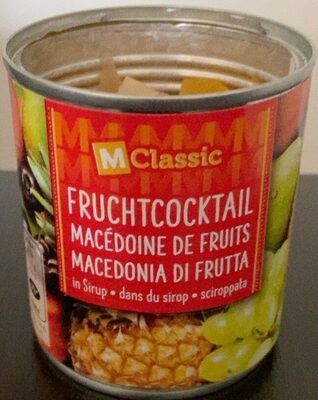 M Classic
FRUCHTCOCKTAIL
MACÉDOINE DE FRUITS
MACEDONIA DI FRUTTA
in Sirup • dans du sirop • sciroppata